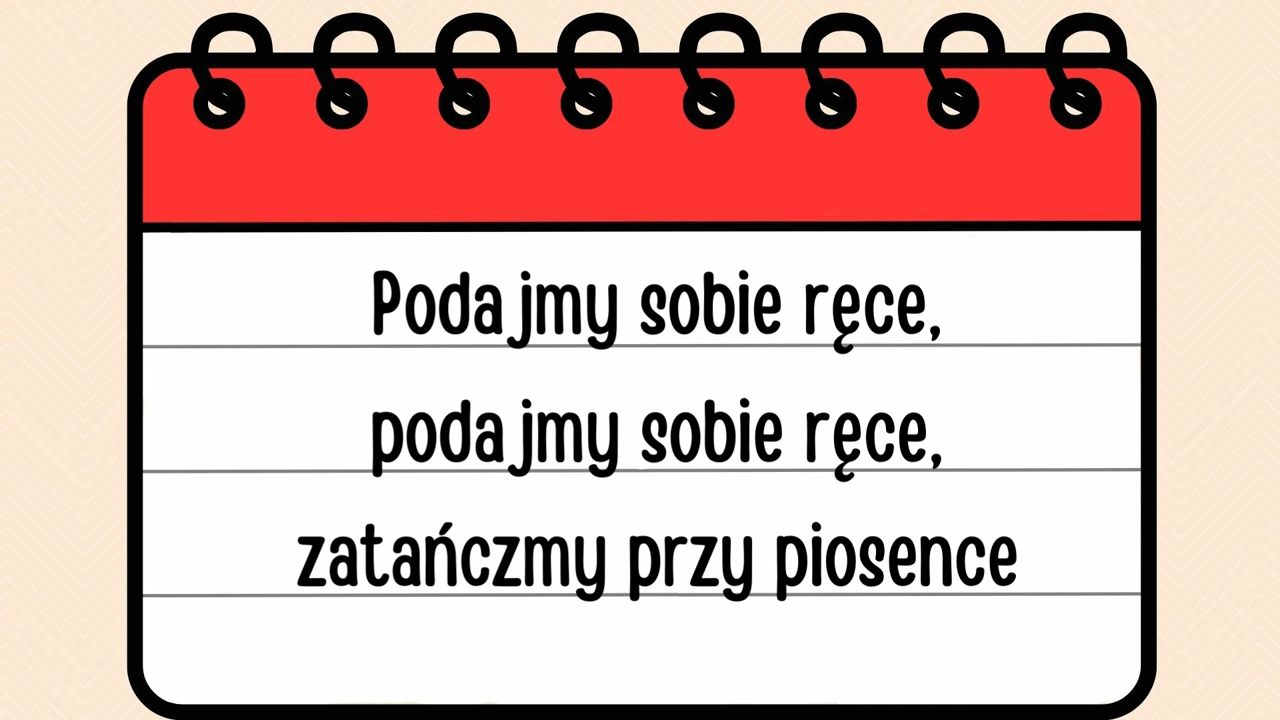 Podajmy sobie ręce,
podajmy sobie ręce,
zatańczmy przy piosence